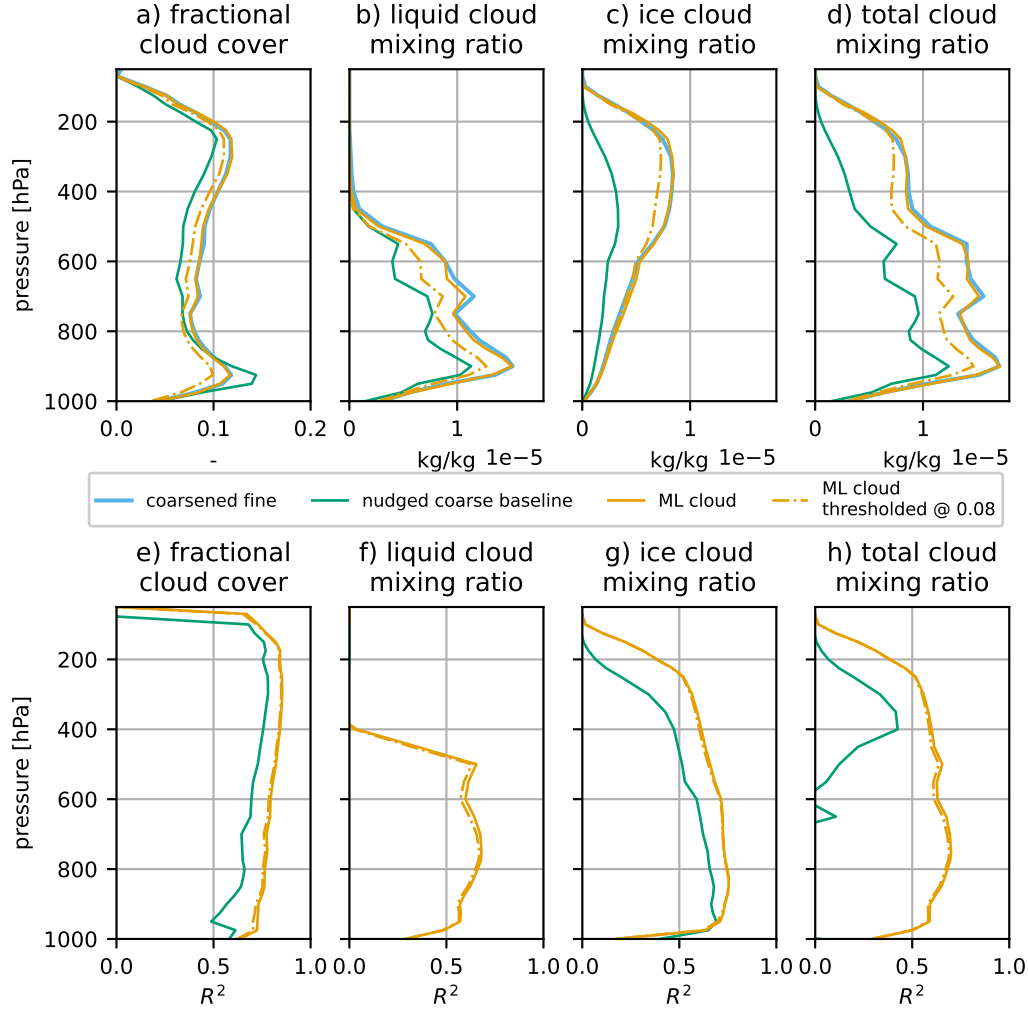 a) fractional
cloud cover
b) liquid cloud
mixing ratio
c) ice cloud
mixing ratio
d) total cloud
mixing ratio
pressure [hPa]
200
400
600
800
1000
0.0 0.1 0.2
-
0 1
kg/kg 1e−5
0 1
kg/kg 1e−5
0 1
kg/kg 1e−5
coarsened fine
nudged coarse baseline
ML cloud
ML cloud
thresholded @ 0.08
e) fractional
cloud cover
f) liquid cloud
mixing ratio
g) ice cloud
mixing ratio
h) total cloud
mixing ratio
pressure [hPa]
200
400
600
800
1000
0.0 0.5 1.0
R²
0.0 0.5 1.0
R²
0.0 0.5 1.0
R²
0.0 0.5 1.0
R²